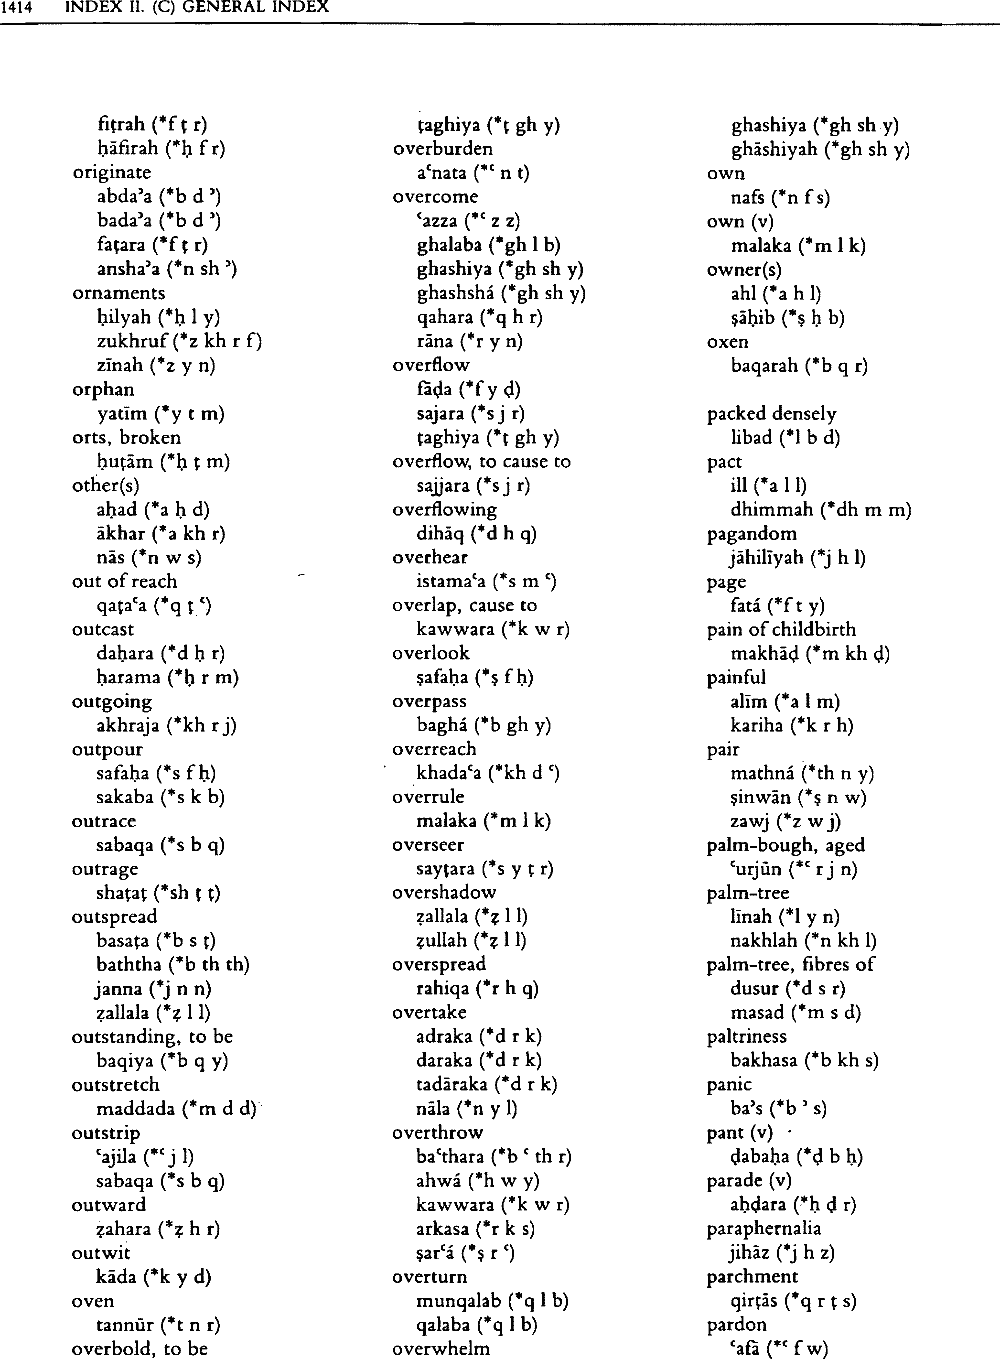 1414 INDEX II. (C) GENERAL INDEX
fiṭrah (*f ṭ r)
ḥāfirah (*ḥ f r)
originate
abdaʾa (*b d ʾ)
badaʾa (*b d ʾ)
faṭara (*f ṭ r)
anshaʾa (*n sh ʾ)
ornaments
ḥilyah (*ḥ l y)
zukhruf (*z kh r f)
zīnah (*z y n)
orphan
yatīm (*y t m)
orts, broken
ḥuṭām (*ḥ ṭ m)
other(s)
aḥad (*a ḥ d)
ākhar (*a kh r)
nās (*n w s)
out of reach
qaṭaʿa (*q ṭ ʿ)
outcast
daḥara (*d ḥ r)
ḥarama (*ḥ r m)
outgoing
akhraja (*kh r j)
outpour
safaḥa (*s f ḥ)
sakaba (*s k b)
outrace
sabaqa (*s b q)
outrage
shaṭaṭ (*sh ṭ ṭ)
outspread
basaṭa (*b s ṭ)
baththa (*b th th)
janna (*j n n)
ẓallala (*ẓ l l)
outstanding, to be
baqiya (*b q y)
outstretch
maddada (*m d d)
outstrip
ʿajila (*ʿ j l)
sabaqa (*s b q)
outward
ẓahara (*ẓ h r)
outwit
kāda (*k y d)
oven
tannūr (*t n r)
overbold, to be
ṭaghiya (*ṭ gh y)
overburden
aʿnata (*ʿ n t)
overcome
ʿazza (*ʿ z z)
ghalaba (*gh l b)
ghashiya (*gh sh y)
ghashshá (*gh sh y)
qahara (*q h r)
rāna (*r y n)
overflow
fāḍa (*f y ḍ)
sajara (*s j r)
ṭaghiya (*ṭ gh y)
overflow, to cause to
sajjara (*s j r)
overflowing
dihāq (*d h q)
overhear
istamaʿa (*s m ʿ)
overlap, cause to
kawwara (*k w r)
overlook
ṣafaḥa (*ṣ f ḥ)
overpass
baghá (*b gh y)
overreach
khadaʿa (*kh d ʿ)
overrule
malaka (*m l k)
overseer
sayṭara (*s y ṭ r)
overshadow
ẓallala (*ẓ l l)
ẓullah (*ẓ l l)
overspread
rahiqa (*r h q)
overtake
adraka (*d r k)
daraka (*d r k)
tadāraka (*d r k)
nāla (*n y l)
overthrow
baʿthara (*b ʿ th r)
ahwá (*h w y)
kawwara (*k w r)
arkasa (*r k s)
ṣarʿá (*ṣ r ʿ)
overturn
munqalab (*q l b)
qalaba (*q l b)
overwhelm
ghashiya (*gh sh y)
ghāshiyah (*gh sh y)
own
nafs (*n f s)
own (v)
malaka (*m l k)
owner(s)
ahl (*a h l)
ṣāḥib (*ṣ ḥ b)
oxen
baqarah (*b q r)
packed densely
libad (*l b d)
pact
ill (*a l l)
dhimmah (*dh m m)
pagandom
jāhilīyah (*j h l)
page
fatá (*f t y)
pain of childbirth
makhāḍ (*m kh ḍ)
painful
alīm (*a l m)
kariha (*k r h)
pair
mathná (*th n y)
ṣinwān (*ṣ n w)
zawj (*z w j)
palm-bough, aged
ʿurjūn (*ʿ r j n)
palm-tree
līnah (*l y n)
nakhlah (*n kh l)
palm-tree, fibres of
dusur (*d s r)
masad (*m s d)
paltriness
bakhasa (*b kh s)
panic
baʾs (*b ʾ s)
pant (v)
ḍabaḥa (*ḍ b ḥ)
parade (v)
aḥḍara (*ḥ ḍ r)
paraphernalia
jihāz (*j h z)
parchment
qirṭās (*q r ṭ s)
pardon
ʿafā (*ʿ f w)